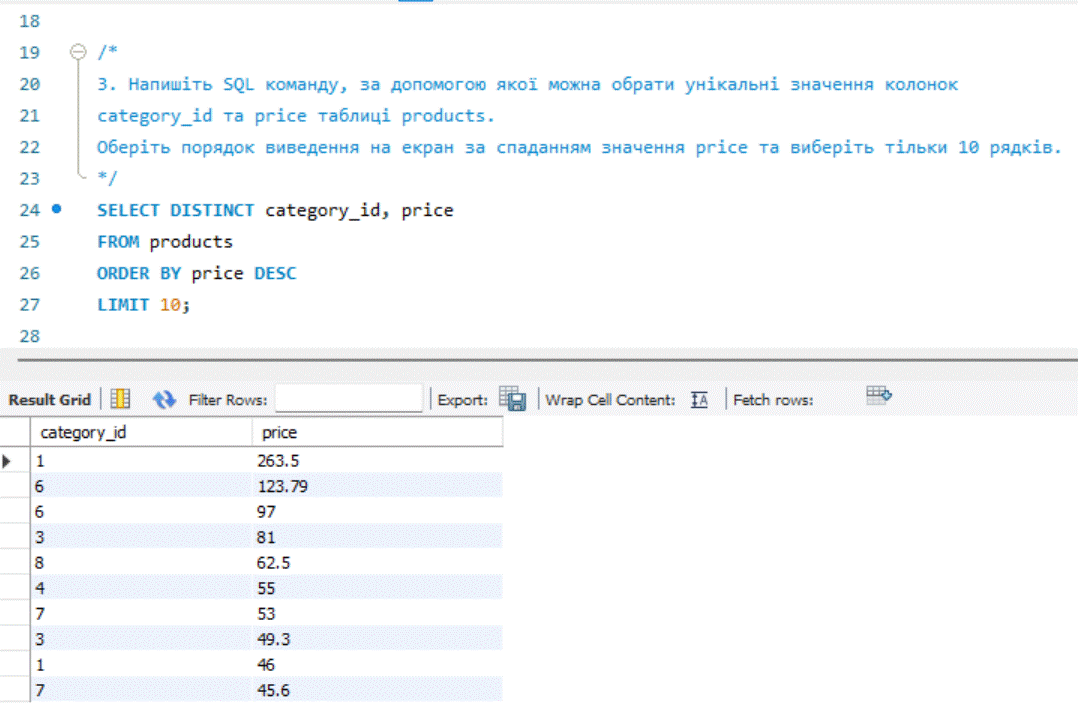 18
19 /*
20 3. Напишіть SQL команду, за допомогою якої можна обрати унікальні значення колонок
21 category_id та price таблиці products.
22 Оберіть порядок виведення на екран за спаданням значення price та виберіть тільки 10 рядків.
23 */
24 SELECT DISTINCT category_id, price
25 FROM products
26 ORDER BY price DESC
27 LIMIT 10;
28
Result Grid Filter Rows: Export: Wrap Cell Content: Fetch rows:
category_id price
1 263.5
6 123.79
6 97
3 81
8 62.5
4 55
7 53
3 49.3
1 46
7 45.6